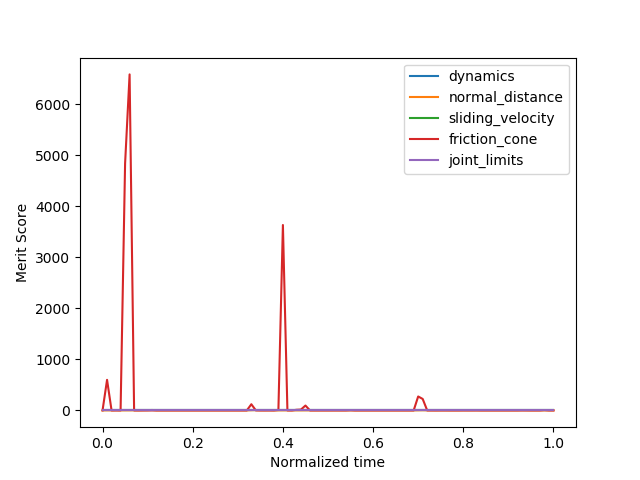 dynamics
normal_distance
sliding_velocity
friction_cone
joint_limits
Merit Score
6000
5000
4000
3000
2000
1000
0
0.0 0.2 0.4 0.6 0.8 1.0
Normalized time